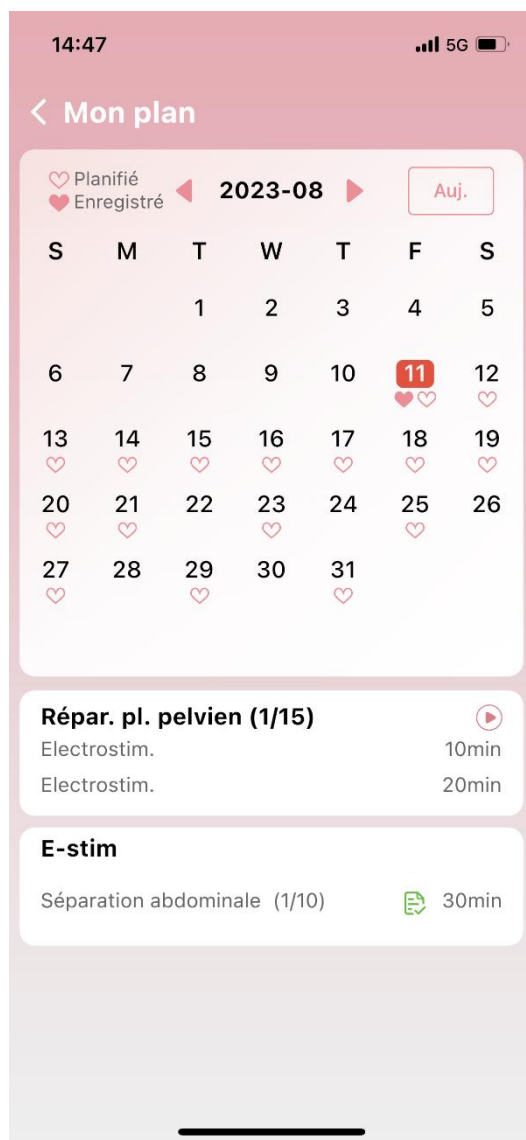 14:47 5G
Mon plan
Planifié
Enregistré
2023-08
Auj.
S M T W T F S
1 2 3 4 5
6 7 8 9 10 11 12
13 14 15 16 17 18 19
20 21 22 23 24 25 26
27 28 29 30 31
Répar. pl. pelvien (1/15)
Electrostim. 10min
Electrostim. 20min
E-stim
Séparation abdominale (1/10) 30min